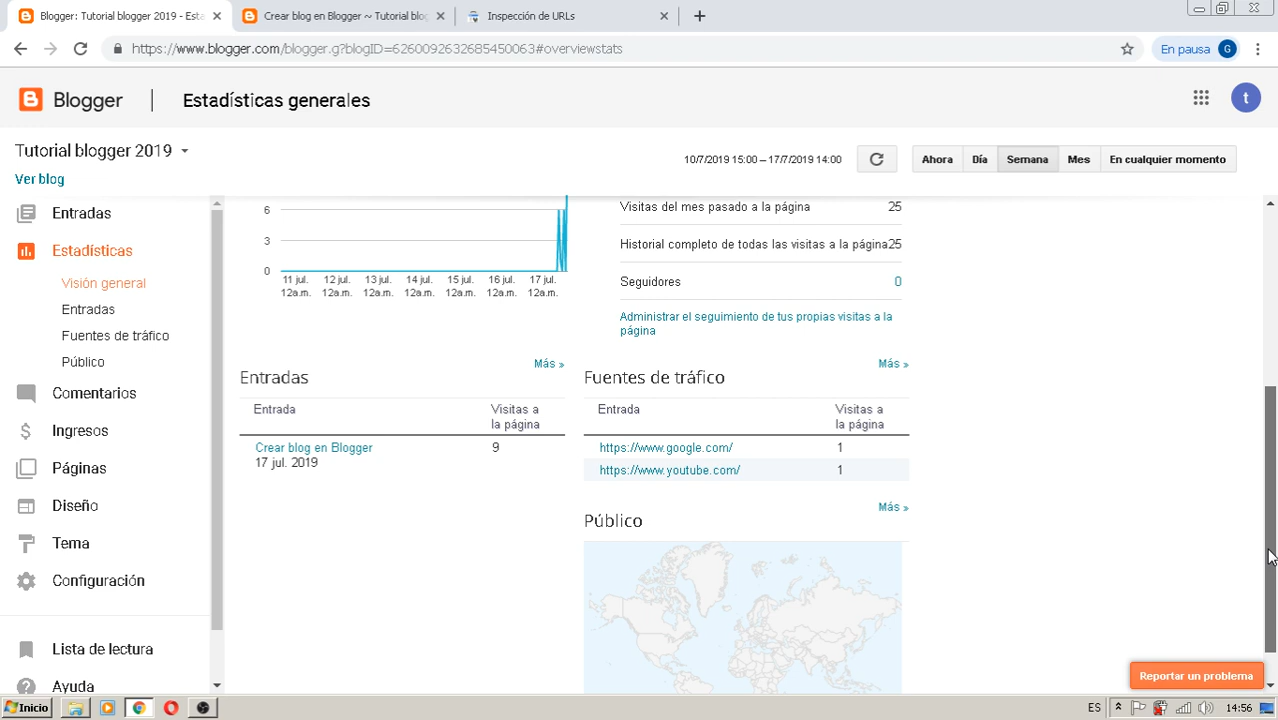 Blogger: Tutorial blogger 2019 - Esta
Crear blog en Blogger ~ Tutorial blog
Inspección de URLs
https://www.blogger.com/blogger.g?blogID=6260092632685450063#overviewstats
En pausa
G
Blogger
Estadísticas generales
t
Tutorial blogger 2019
10/7/2019 15:00 – 17/7/2019 14:00
Ahora
Día
Semana
Mes
En cualquier momento
Ver blog
Entradas
Estadísticas
Visión general
Entradas
Fuentes de tráfico
Público
Comentarios
Ingresos
Páginas
Diseño
Tema
Configuración
Lista de lectura
Ayuda
6
3
0
11 jul. 12 jul. 13 jul. 14 jul. 15 jul. 16 jul. 17 jul.
12a.m. 12a.m. 12a.m. 12a.m. 12a.m. 12a.m. 12a.m.
Visitas del mes pasado a la página 25
Historial completo de todas las visitas a la página 25
Seguidores 0
Administrar el seguimiento de tus propias visitas a la
página
Más »
Entradas
Entrada Visitas a
la página
Crear blog en Blogger 9
17 jul. 2019
Más »
Fuentes de tráfico
Entrada Visitas a
la página
https://www.google.com/ 1
https://www.youtube.com/ 1
Más »
Público
Reportar un problema
Inicio
ES
14:56